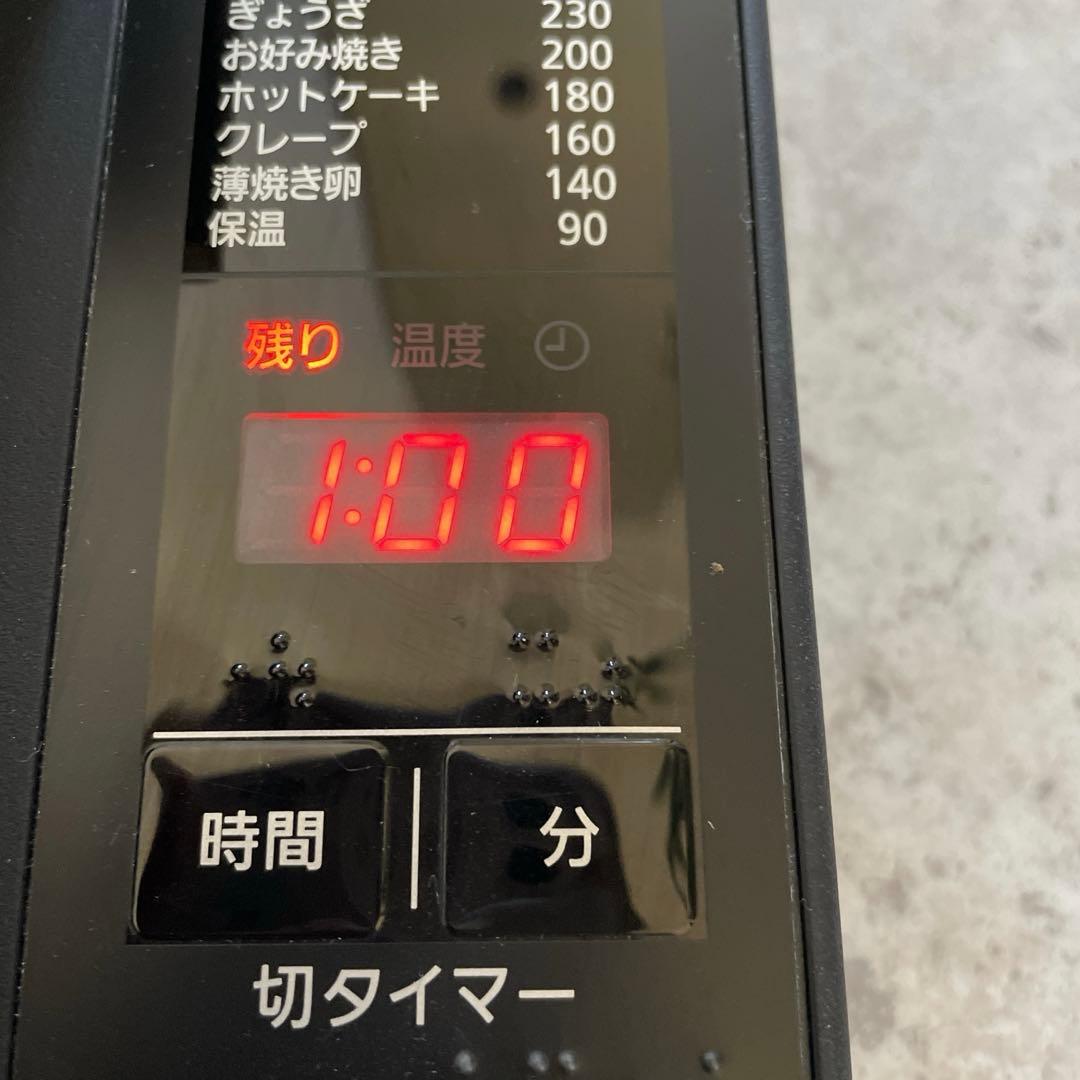 ぎょうざ 230
お好み焼き 200
ホットケーキ 180
クレープ 160
薄焼き卵 140
保温 90
残り 温度
1:00
時間 分
切タイマー